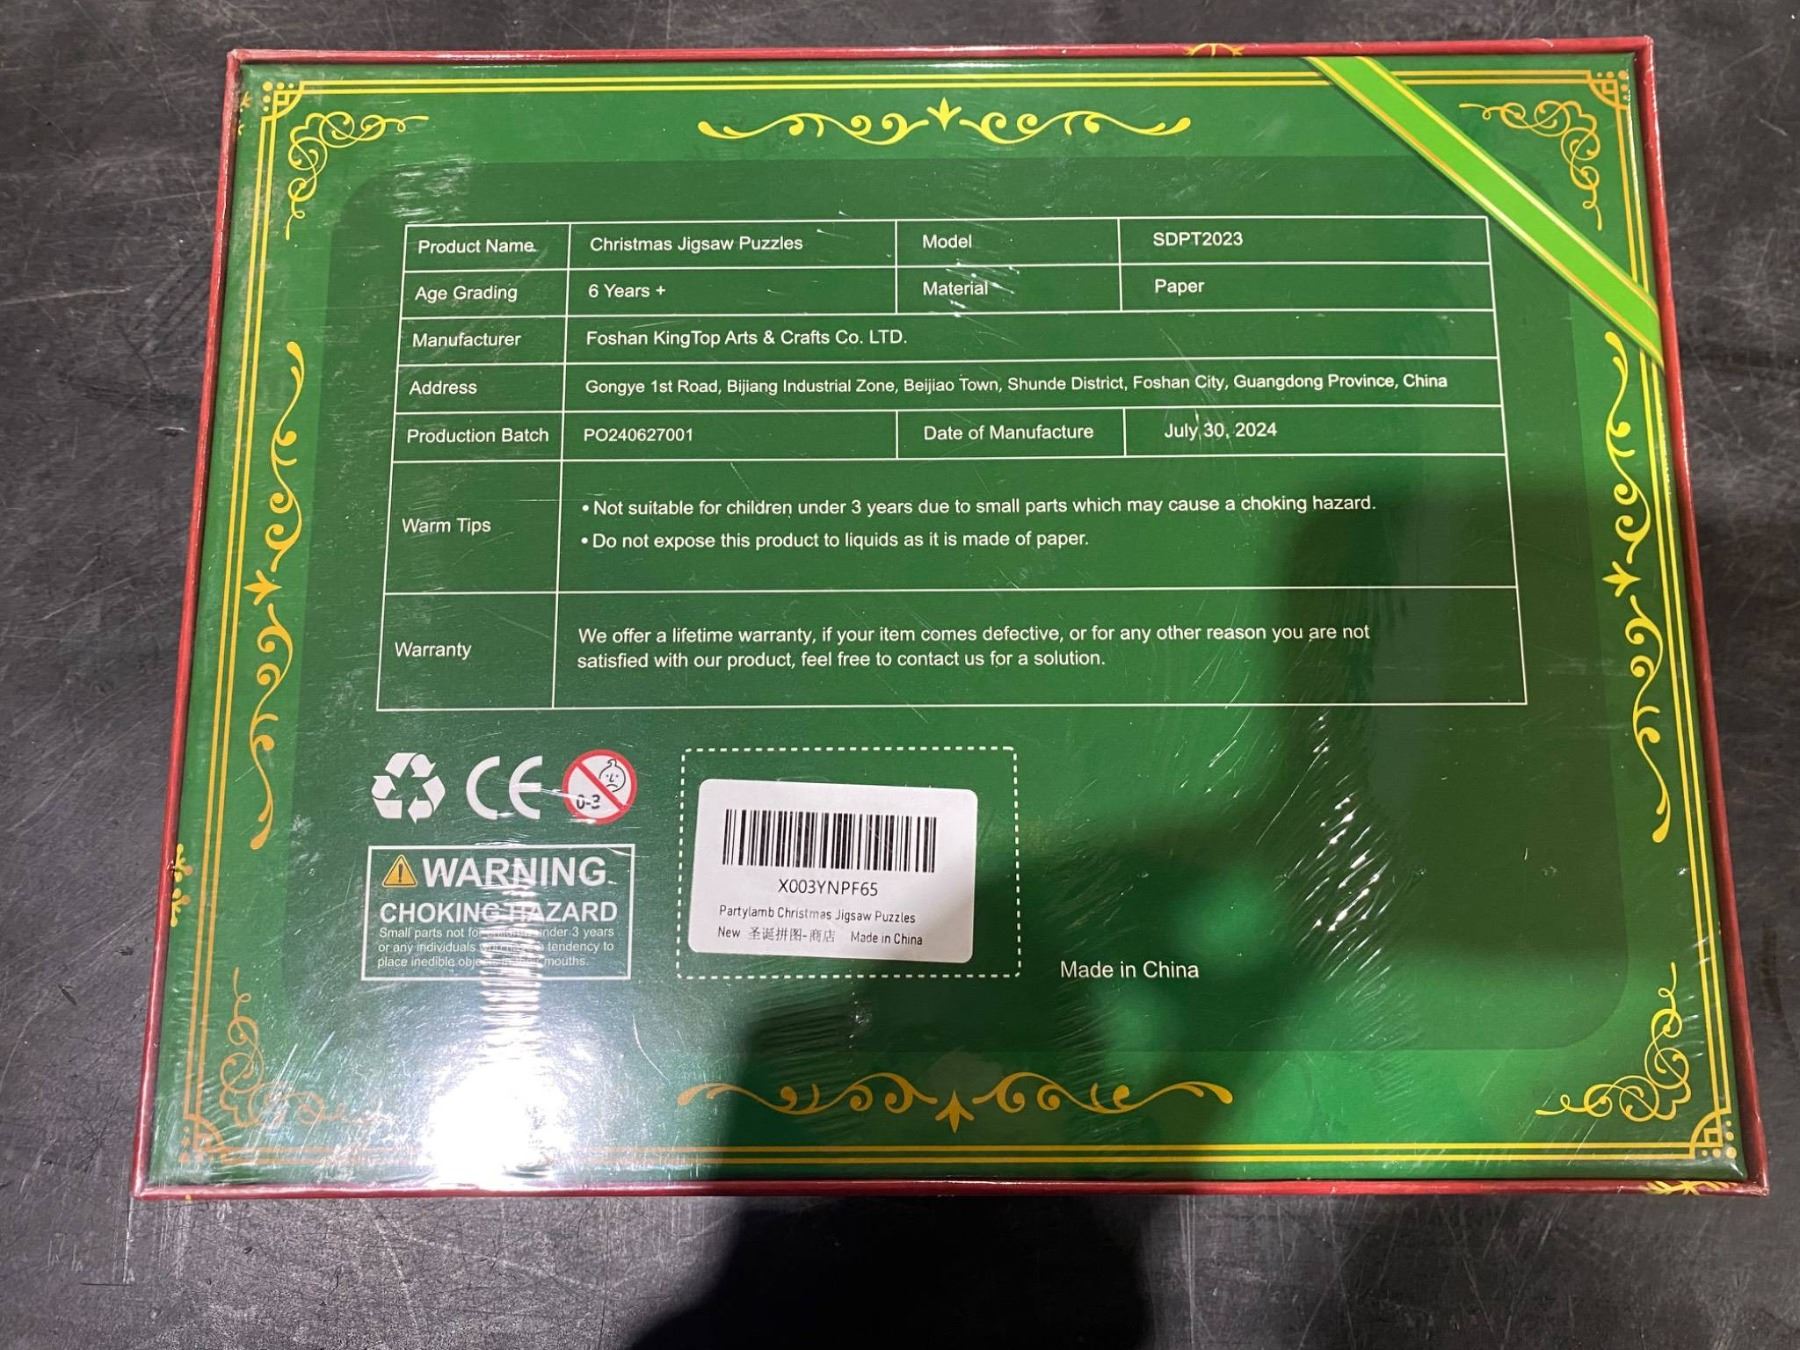 Product Name Christmas Jigsaw Puzzles Model SDPT2023
Age Grading 6 Years + Material Paper
Manufacturer Foshan KingTop Arts & Crafts Co. LTD.
Address Gongye 1st Road, Bijiang Industrial Zone, Beijiao Town, Shunde District, Foshan City, Guangdong Province, China
Production Batch PO240627001 Date of Manufacture July 30, 2024
Warm Tips
• Not suitable for children under 3 years due to small parts which may cause a choking hazard.
• Do not expose this product to liquids as it is made of paper.
Warranty
We offer a lifetime warranty, if your item comes defective, or for any other reason you are not
satisfied with our product, feel free to contact us for a solution.
CE
0-3
WARNING
CHOKING HAZARD
Small parts not for children under 3 years
or any individuals who have a tendency to
place inedible objects in their mouths.
X003YNPF65
Partylamb Christmas Jigsaw Puzzles
New 圣诞拼图-商店 Made in China
Made in China